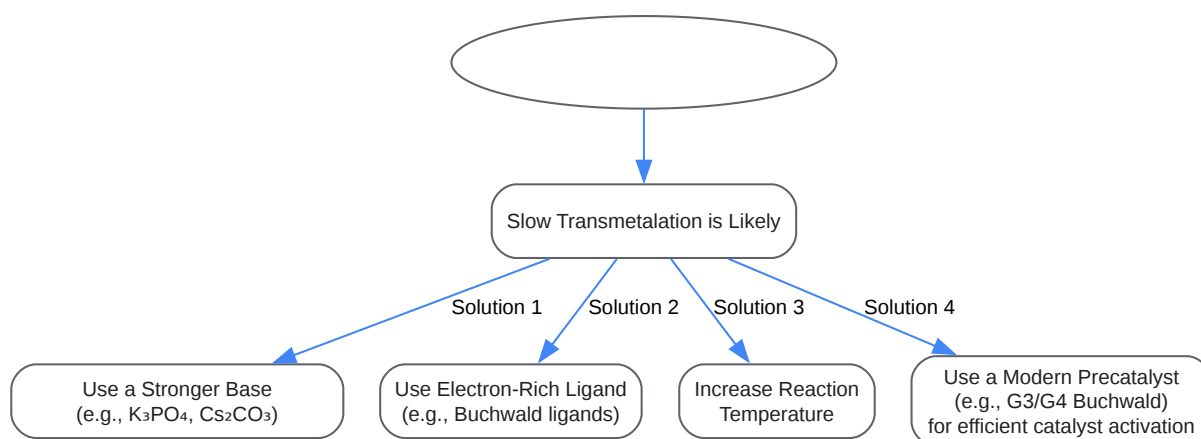 Slow Transmetalation is Likely
Solution 1
Solution 2
Solution 3
Solution 4
Use a Stronger Base
(e.g., K₃PO₄, Cs₂CO₃)
Use Electron-Rich Ligand
(e.g., Buchwald ligands)
Increase Reaction
Temperature
Use a Modern Precatalyst
(e.g., G3/G4 Buchwald)
for efficient catalyst activation